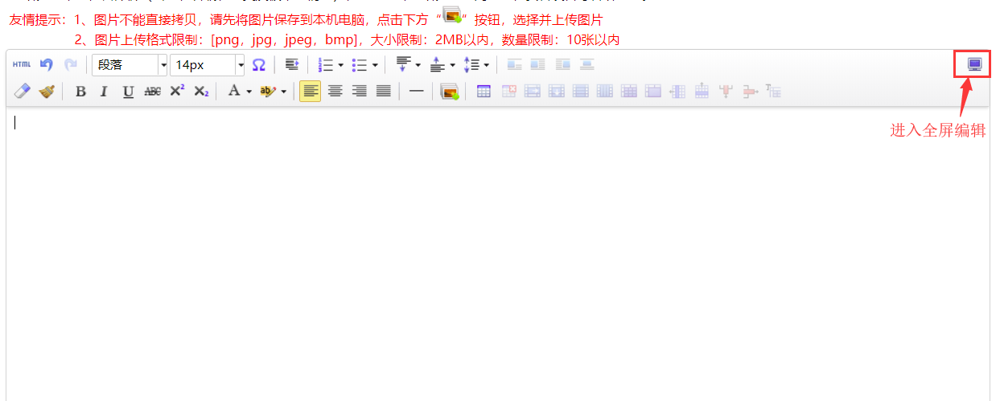 友情提示：1、图片不能直接拷贝，请先将图片保存到本机电脑，点击下方“”按钮，选择并上传图片
2、图片上传格式限制：[png，jpg，jpeg，bmp]，大小限制：2MB以内，数量限制：10张以内
HTML 段落 14px Ω
B I U ABC X² X₂ A ab T
进入全屏编辑